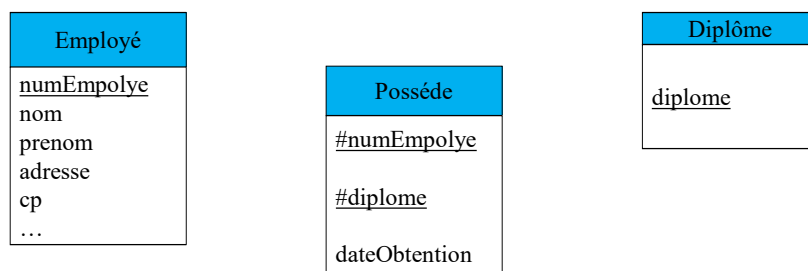 Employé
numEmpolye
nom
prenom
adresse
cp
…
Posséde
#numEmpolye
#diplome
dateObtention
Diplôme
diplome